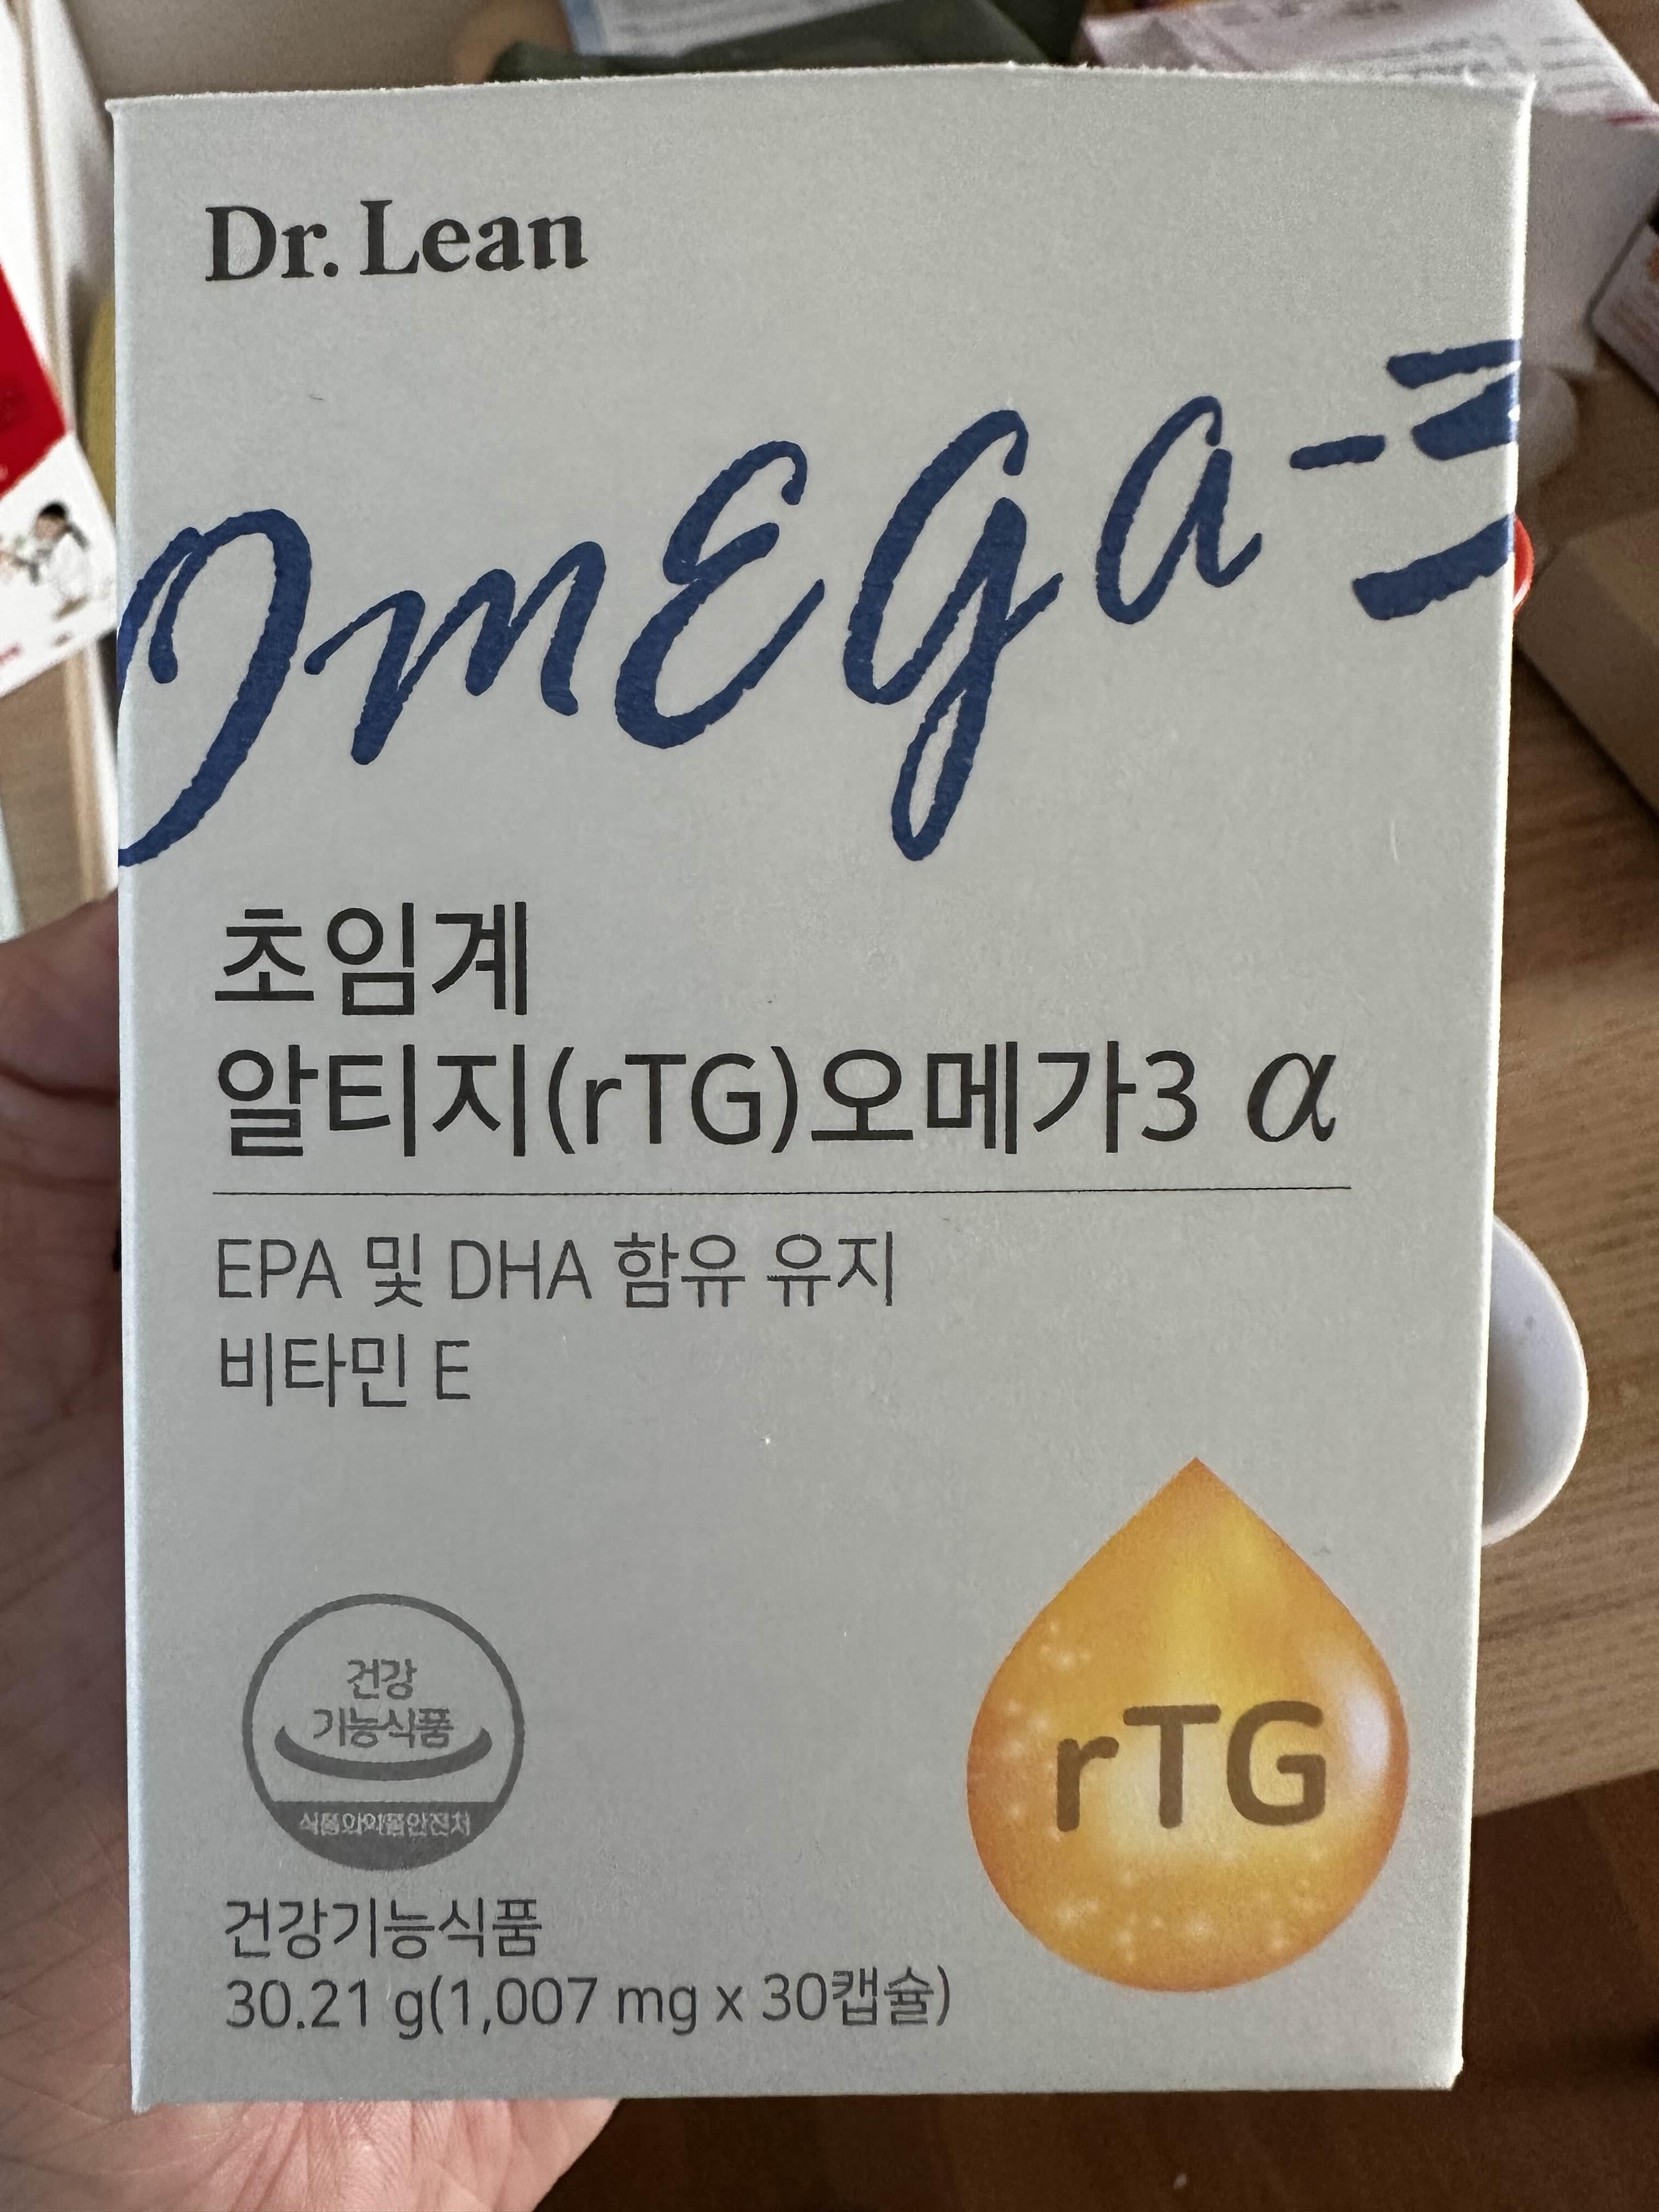 Dr. Lean
OmEga-3
초임계
알티지(rTG)오메가3 α
EPA 및 DHA 함유 유지
비타민 E
rTG
건강
기능식품
식품의약품안전처
건강기능식품
30.21 g(1,007 mg x 30캡슐)